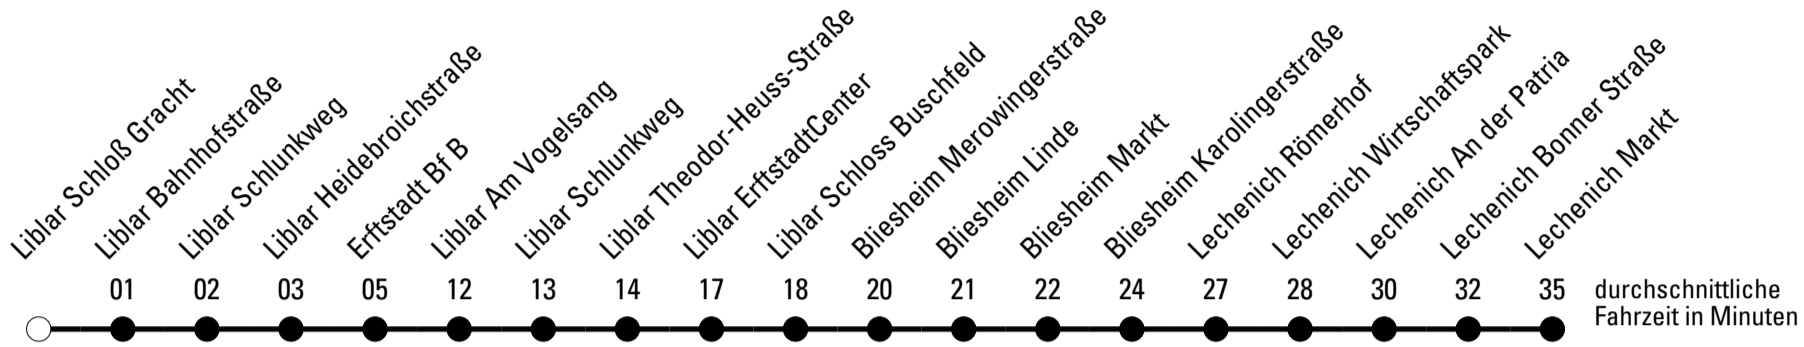 Liblar Schloß Gracht
Liblar Bahnhofstraße
Liblar Schlunkweg
Liblar Heidebroichstraße
Erftstadt Bf B
Liblar Am Vogelsang
Liblar Schlunkweg
Liblar Theodor-Heuss-Straße
Liblar ErftstadtCenter
Liblar Schloss Buschfeld
Bliesheim Merowingerstraße
Bliesheim Linde
Bliesheim Markt
Bliesheim Karolingerstraße
Lechenich Römerhof
Lechenich Wirtschaftspark
Lechenich An der Patria
Lechenich Bonner Straße
Lechenich Markt
01 02 03 05 12 13 14 17 18 20 21 22 24 27 28 30 32 35 durchschnittliche
Fahrzeit in Minuten